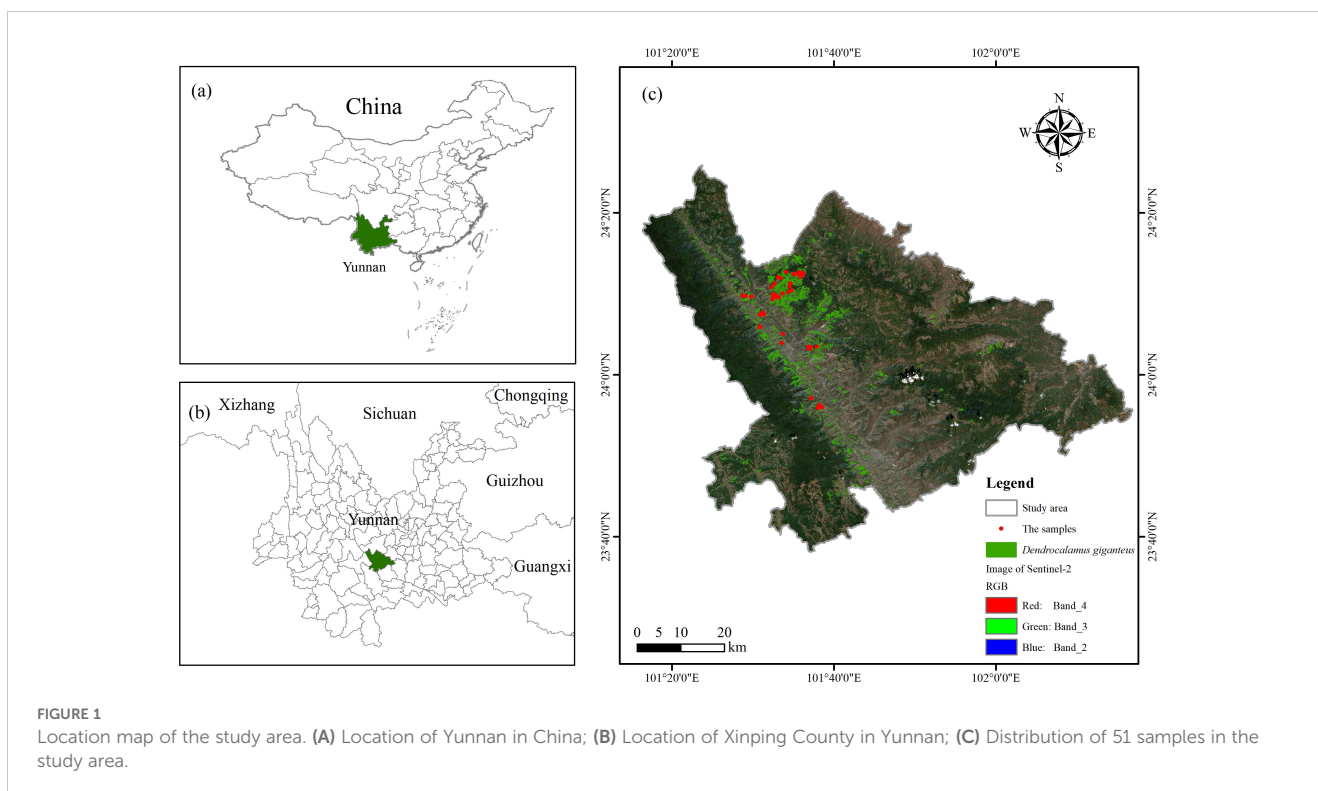 (a)
China
Yunnan
(b)
Xizhang
Sichuan
Chongqing
Guizhou
Yunnan
Guangxi
101°20'0"E 101°40'0"E 102°0'0"E
(c)
N
W E
S
24°20'0"N 24°20'0"N
24°0'0"N 24°0'0"N
23°40'0"N 23°40'0"N
Legend
Study area
The samples
Dendrocalamus giganteus
Image of Sentinel-2
RGB
Red: Band_4
Green: Band_3
Blue: Band_2
0 5 10 20
km
101°20'0"E 101°40'0"E 102°0'0"E
FIGURE 1
Location map of the study area. (A) Location of Yunnan in China; (B) Location of Xinping County in Yunnan; (C) Distribution of 51 samples in the
study area.